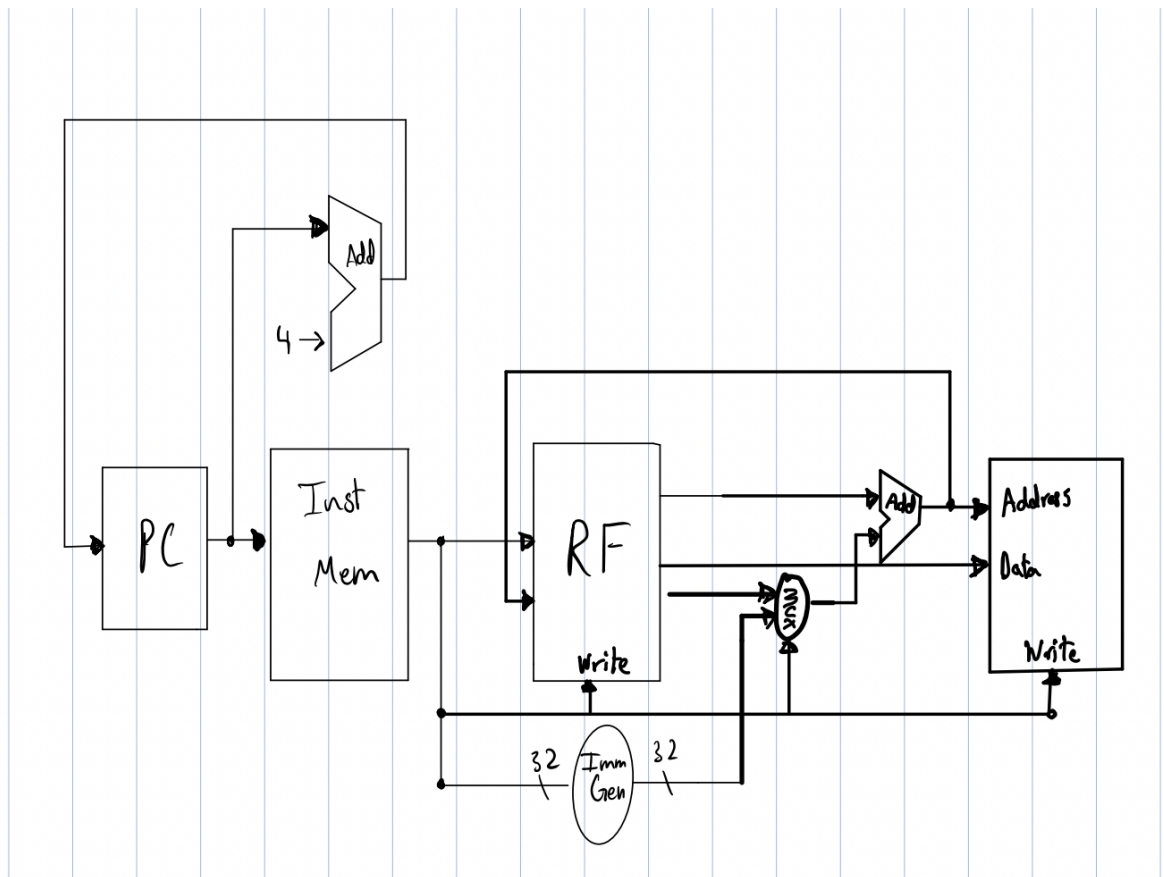 Add
4
PC
Inst
Mem
RF
Write
Add
Address
Data
Write
32
Imm
Gen
32